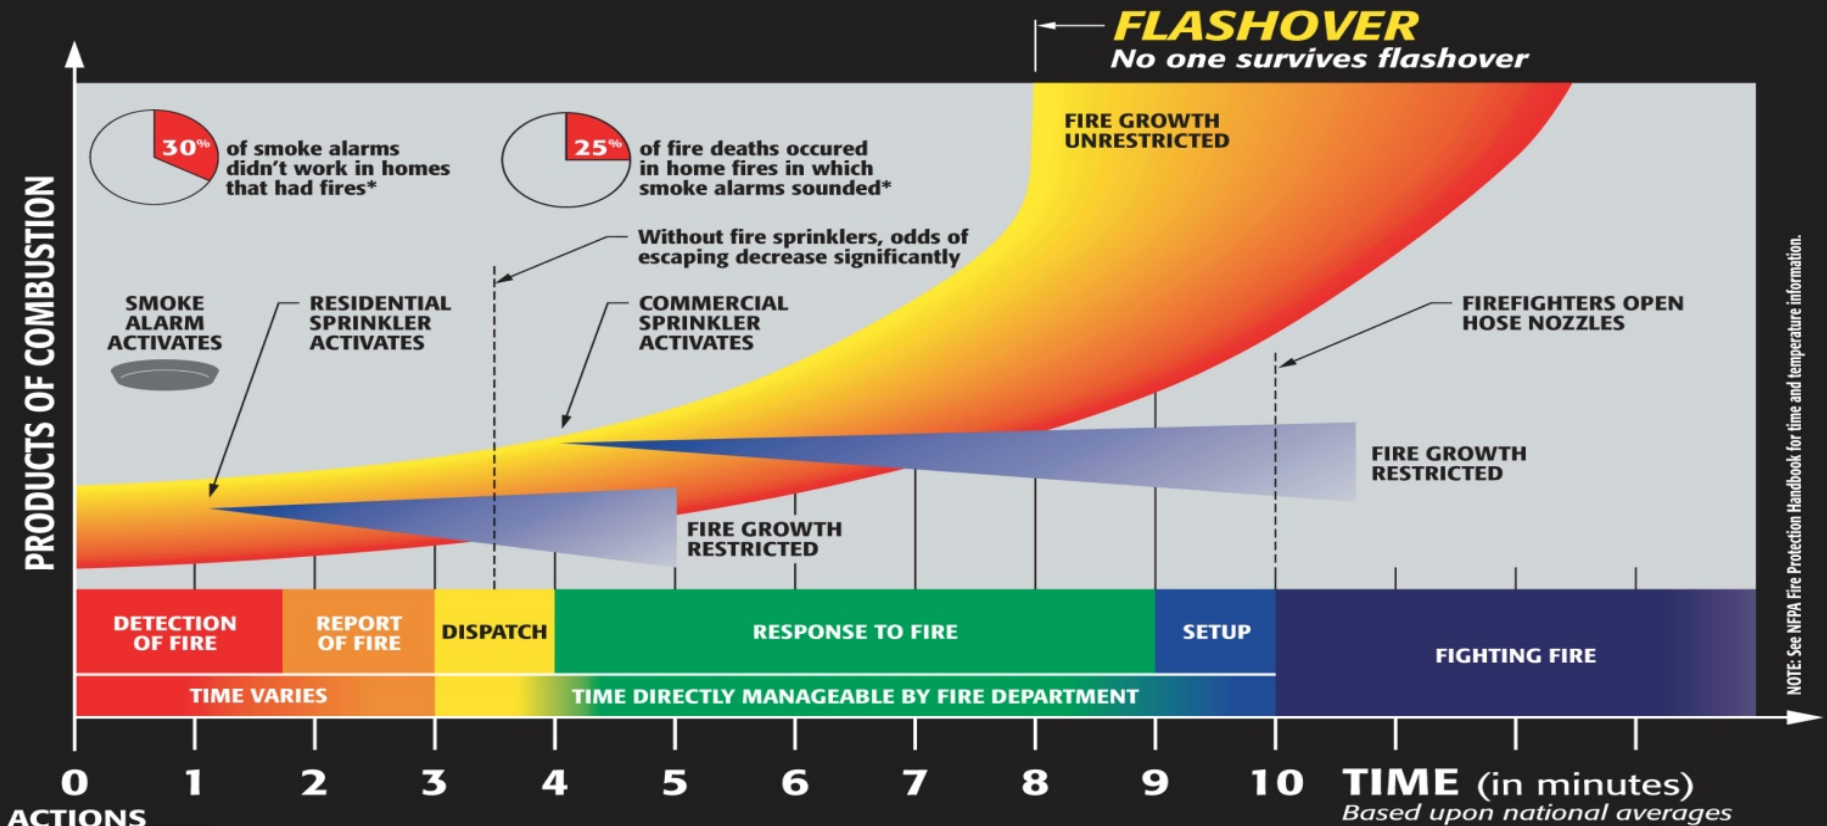 FLASHOVER
No one survives flashover
30%
of smoke alarms
didn't work in homes
that had fires*
25%
of fire deaths occured
in home fires in which
smoke alarms sounded*
FIRE GROWTH
UNRESTRICTED
Without fire sprinklers, odds of
escaping decrease significantly
SMOKE
ALARM
ACTIVATES
RESIDENTIAL
SPRINKLER
ACTIVATES
COMMERCIAL
SPRINKLER
ACTIVATES
FIREFIGHTERS OPEN
HOSE NOZZLES
FIRE GROWTH
RESTRICTED
FIRE GROWTH
RESTRICTED
PRODUCTS OF COMBUSTION
NOTE: See NFPA Fire Protection Handbook for time and temperature information.
DETECTION
OF FIRE
REPORT
OF FIRE
DISPATCH
RESPONSE TO FIRE
SETUP
FIGHTING FIRE
TIME VARIES
TIME DIRECTLY MANAGEABLE BY FIRE DEPARTMENT
0 1 2 3 4 5 6 7 8 9 10 TIME (in minutes)
Based upon national averages
ACTIONS